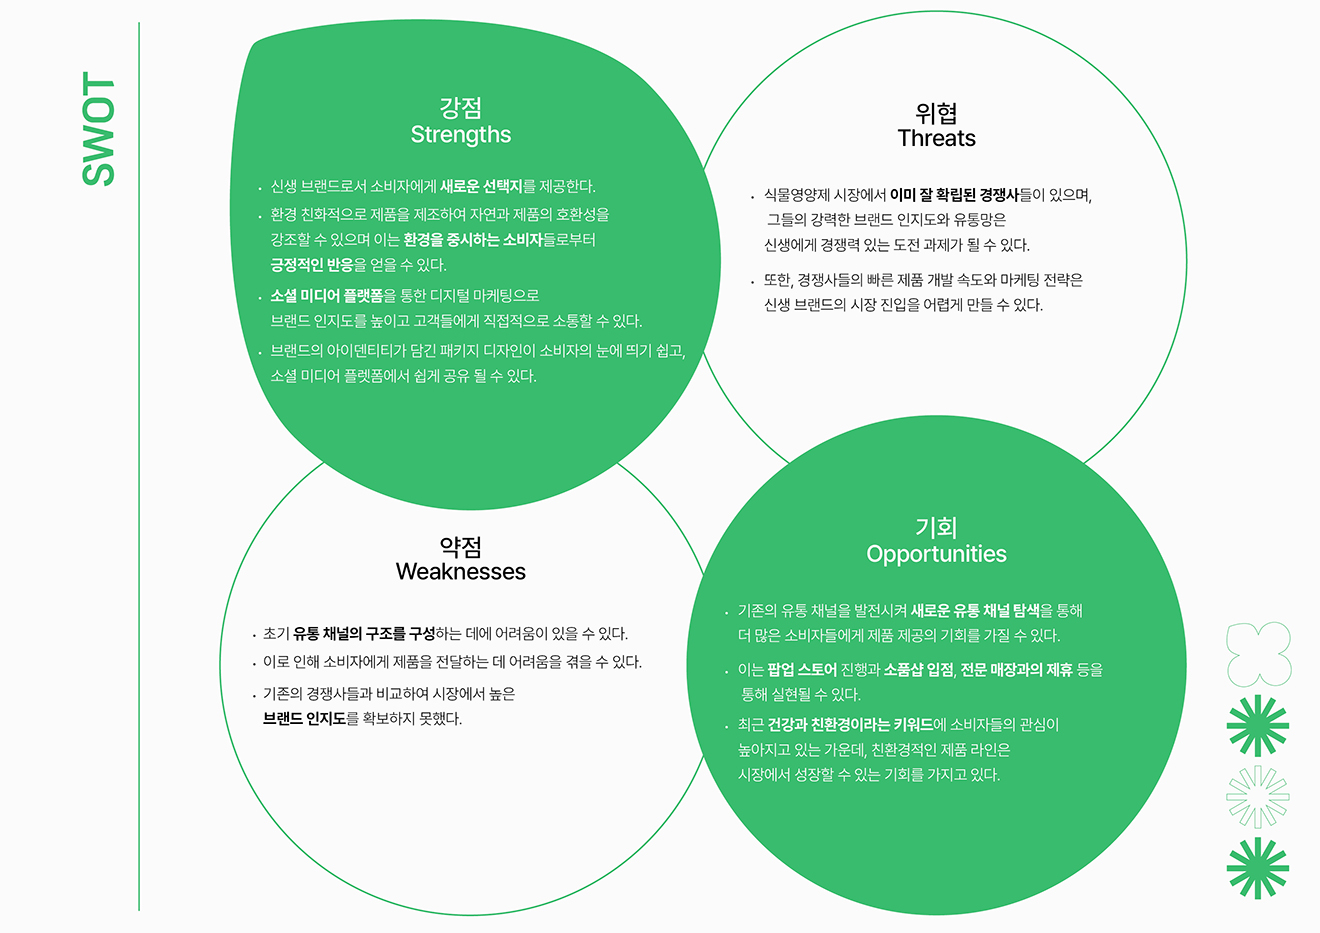 SWOT
강점
Strengths
· 신생 브랜드로서 소비자에게 새로운 선택지를 제공한다.
· 환경 친화적으로 제품을 제조하여 자연과 제품의 호환성을
강조할 수 있으며 이는 환경을 중시하는 소비자들로부터
긍정적인 반응을 얻을 수 있다.
· 소셜 미디어 플랫폼을 통한 디지털 마케팅으로
브랜드 인지도를 높이고 고객들에게 직접적으로 소통할 수 있다.
· 브랜드의 아이덴티티가 담긴 패키지 디자인이 소비자의 눈에 띄기 쉽고,
소셜 미디어 플렛폼에서 쉽게 공유 될 수 있다.
위협
Threats
· 식물영양제 시장에서 이미 잘 확립된 경쟁사들이 있으며,
그들의 강력한 브랜드 인지도와 유통망은
신생에게 경쟁력 있는 도전 과제가 될 수 있다.
· 또한, 경쟁사들의 빠른 제품 개발 속도와 마케팅 전략은
신생 브랜드의 시장 진입을 어렵게 만들 수 있다.
약점
Weaknesses
· 초기 유통 채널의 구조를 구성하는 데에 어려움이 있을 수 있다.
· 이로 인해 소비자에게 제품을 전달하는 데 어려움을 겪을 수 있다.
· 기존의 경쟁사들과 비교하여 시장에서 높은
브랜드 인지도를 확보하지 못했다.
기회
Opportunities
· 기존의 유통 채널을 발전시켜 새로운 유통 채널 탐색을 통해
더 많은 소비자들에게 제품 제공의 기회를 가질 수 있다.
· 이는 팝업 스토어 진행과 소품샵 입점, 전문 매장과의 제휴 등을
통해 실현될 수 있다.
· 최근 건강과 친환경이라는 키워드에 소비자들의 관심이
높아지고 있는 가운데, 친환경적인 제품 라인은
시장에서 성장할 수 있는 기회를 가지고 있다.